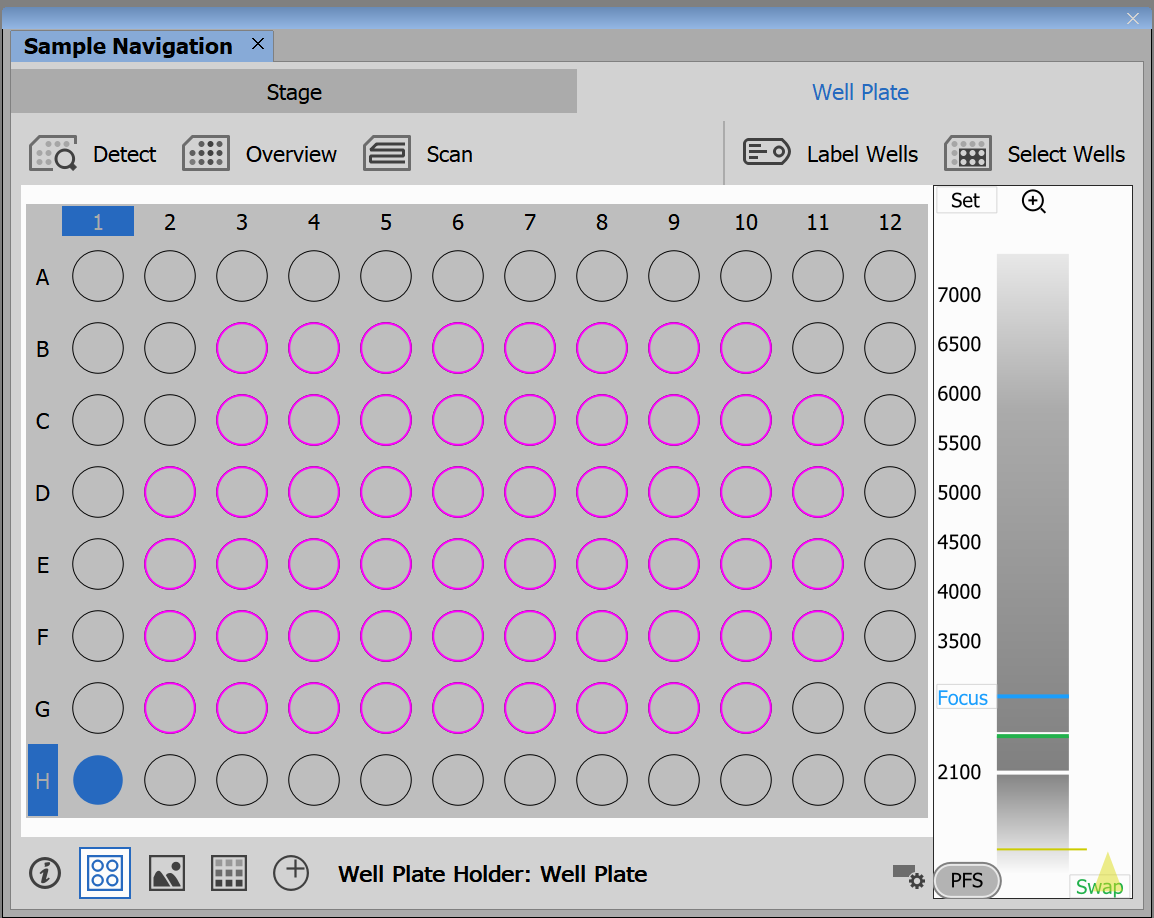 Sample Navigation
Stage
Well Plate
Detect
Overview
Scan
Label Wells
Select Wells
Set
1 2 3 4 5 6 7 8 9 10 11 12
A
B
C
D
E
F
G
H
7000
6500
6000
5500
5000
4500
4000
3500
Focus
2100
PFS
Swap
Well Plate Holder: Well Plate